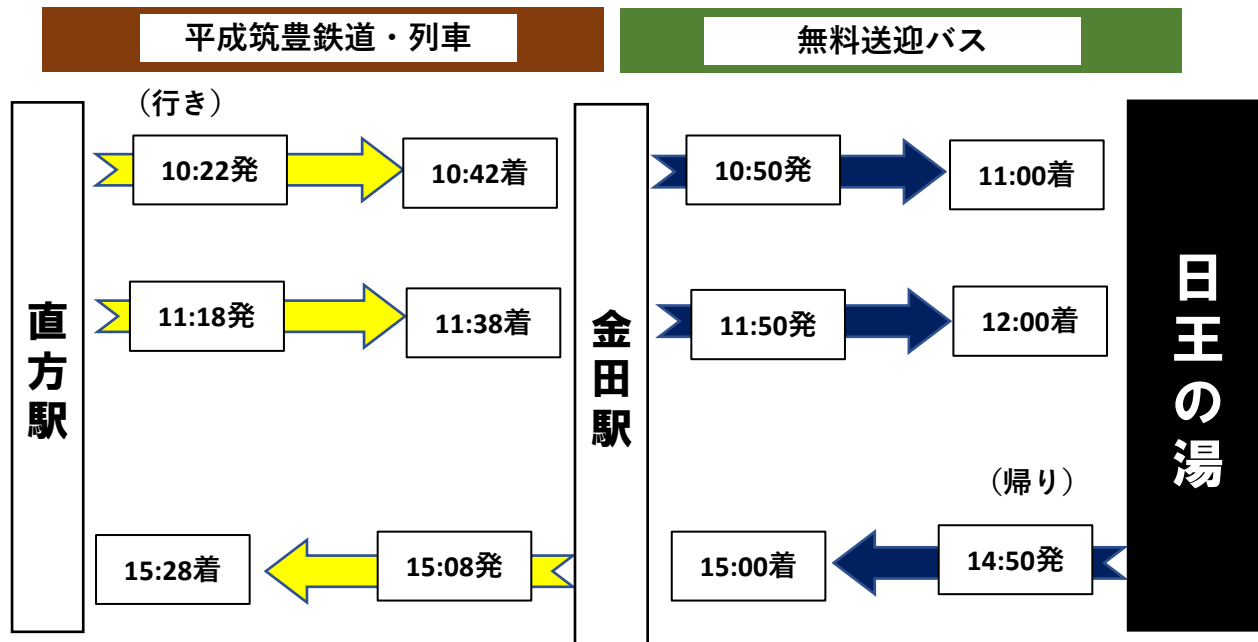 平成筑豊鉄道・列車
無料送迎バス
(行き)
10:22発
10:42着
10:50発
11:00着
11:18発
11:38着
11:50発
12:00着
直方駅
金田駅
日王の湯
(帰り)
15:28着
15:08発
15:00着
14:50発